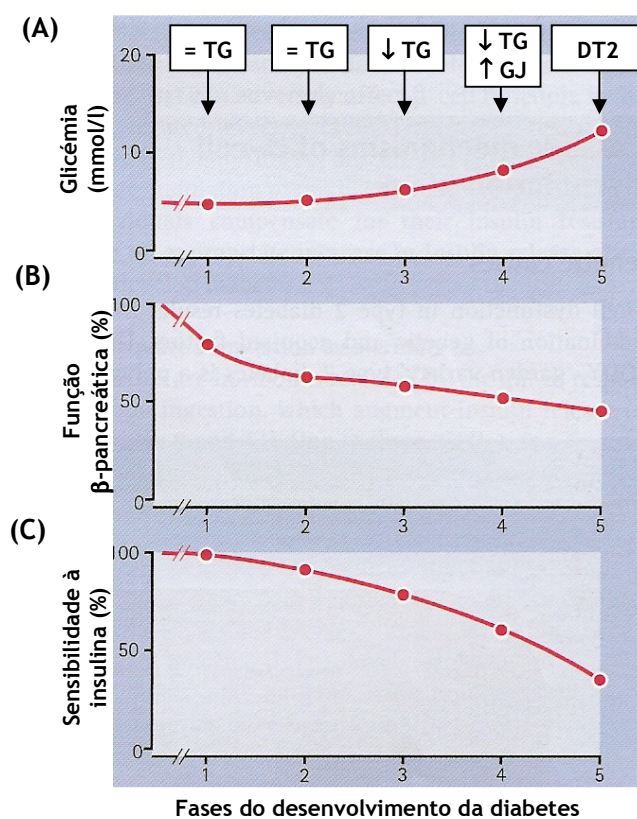 (A)
= TG
= TG
↓ TG
↓ TG
↑ GJ
DT2
Glicémia
(mmol/l)
20
10
0
1 2 3 4 5
(B)
Função
β-pancreática (%)
100
50
0
1 2 3 4 5
(C)
Sensibilidade à
insulina (%)
100
50
0
1 2 3 4 5
Fases do desenvolvimento da diabetes